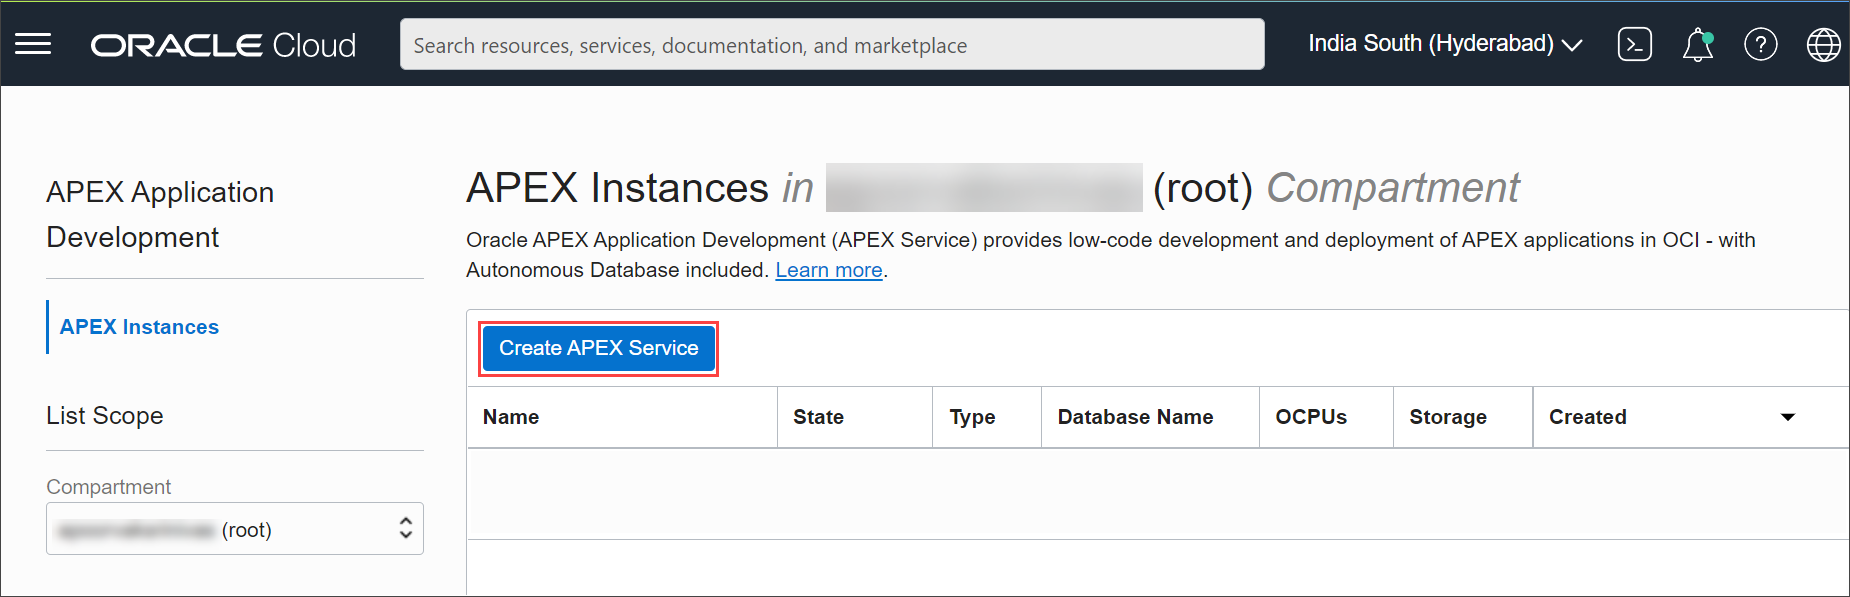 ORACLE Cloud
Search resources, services, documentation, and marketplace
India South (Hyderabad)
APEX Application
Development
APEX Instances
List Scope
Compartment
(root)
APEX Instances in (root) Compartment
Oracle APEX Application Development (APEX Service) provides low-code development and deployment of APEX applications in OCI - with
Autonomous Database included. Learn more.
Create APEX Service
Name State Type Database Name OCPUs Storage Created